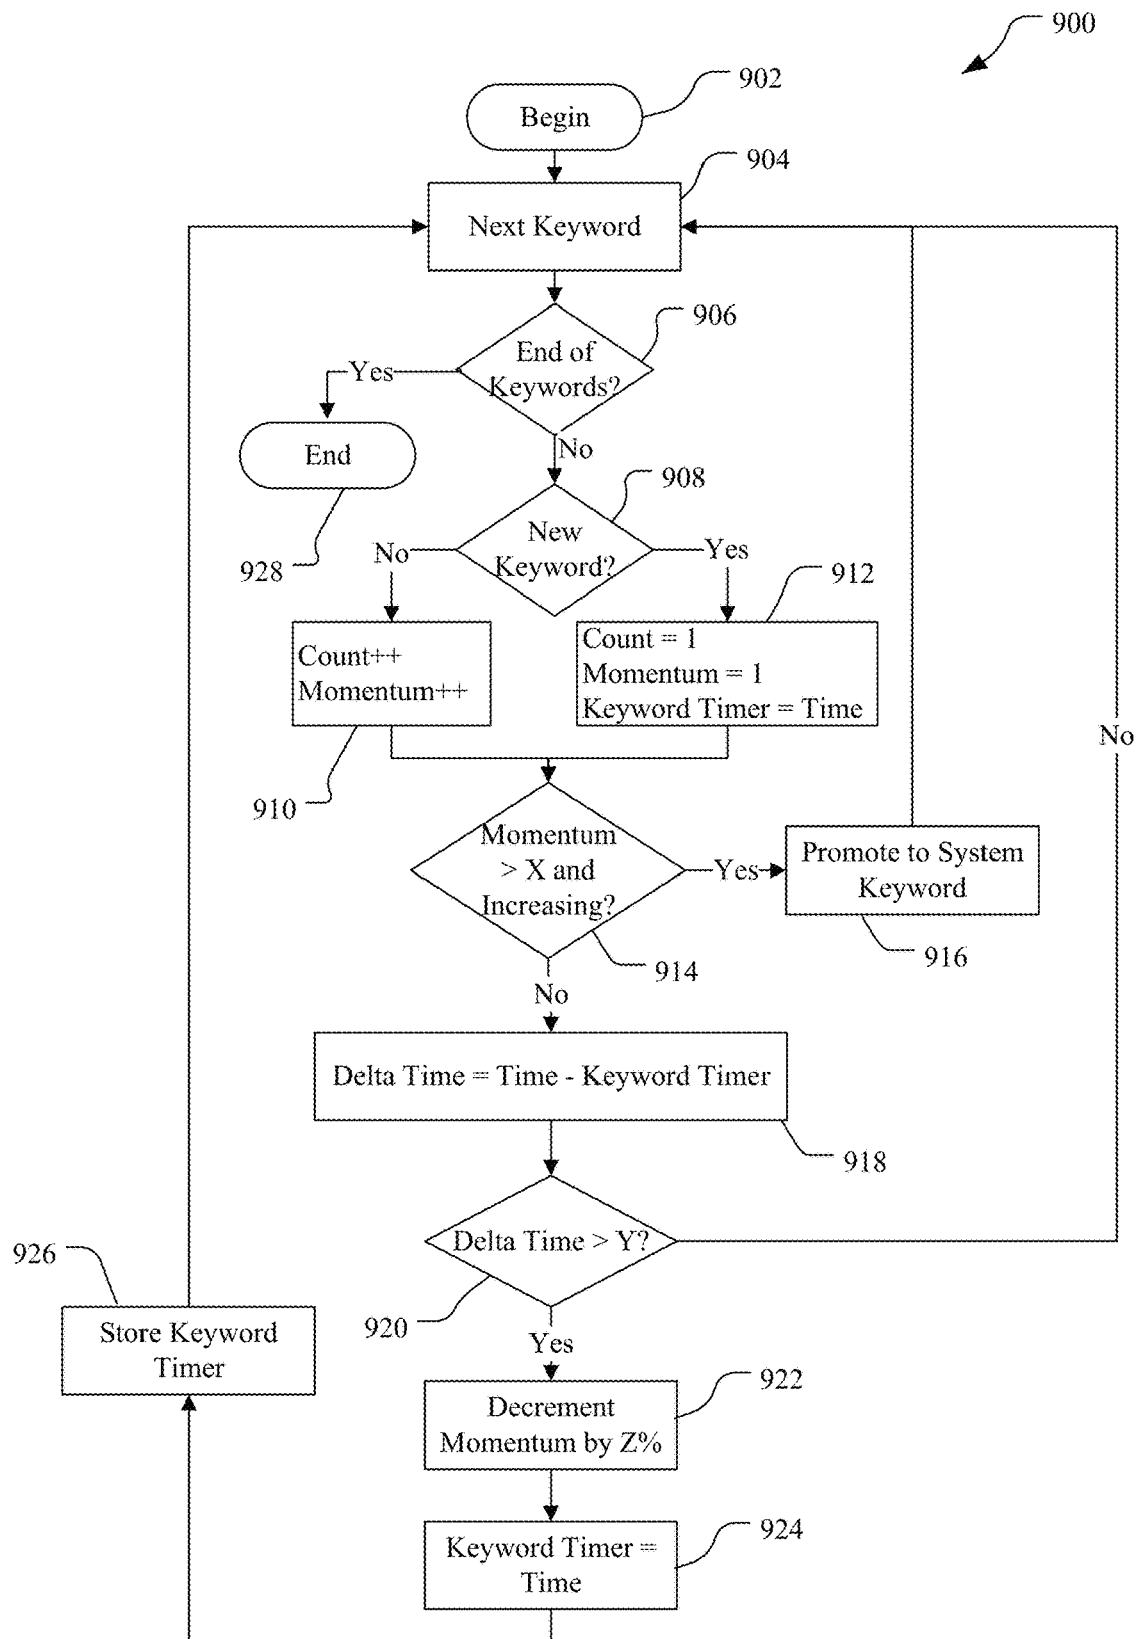 900
902
Begin
904
Next Keyword
906
End of
Keywords?
Yes
End
No
908
928
New
Keyword?
No
Yes
912
Count++
Momentum++
Count = 1
Momentum = 1
Keyword Timer = Time
No
910
Momentum
> X and
Increasing?
Yes
Promote to System
Keyword
916
914
No
Delta Time = Time - Keyword Timer
918
Delta Time > Y?
926
920
Store Keyword
Timer
Yes
922
Decrement
Momentum by Z%
924
Keyword Timer =
Time